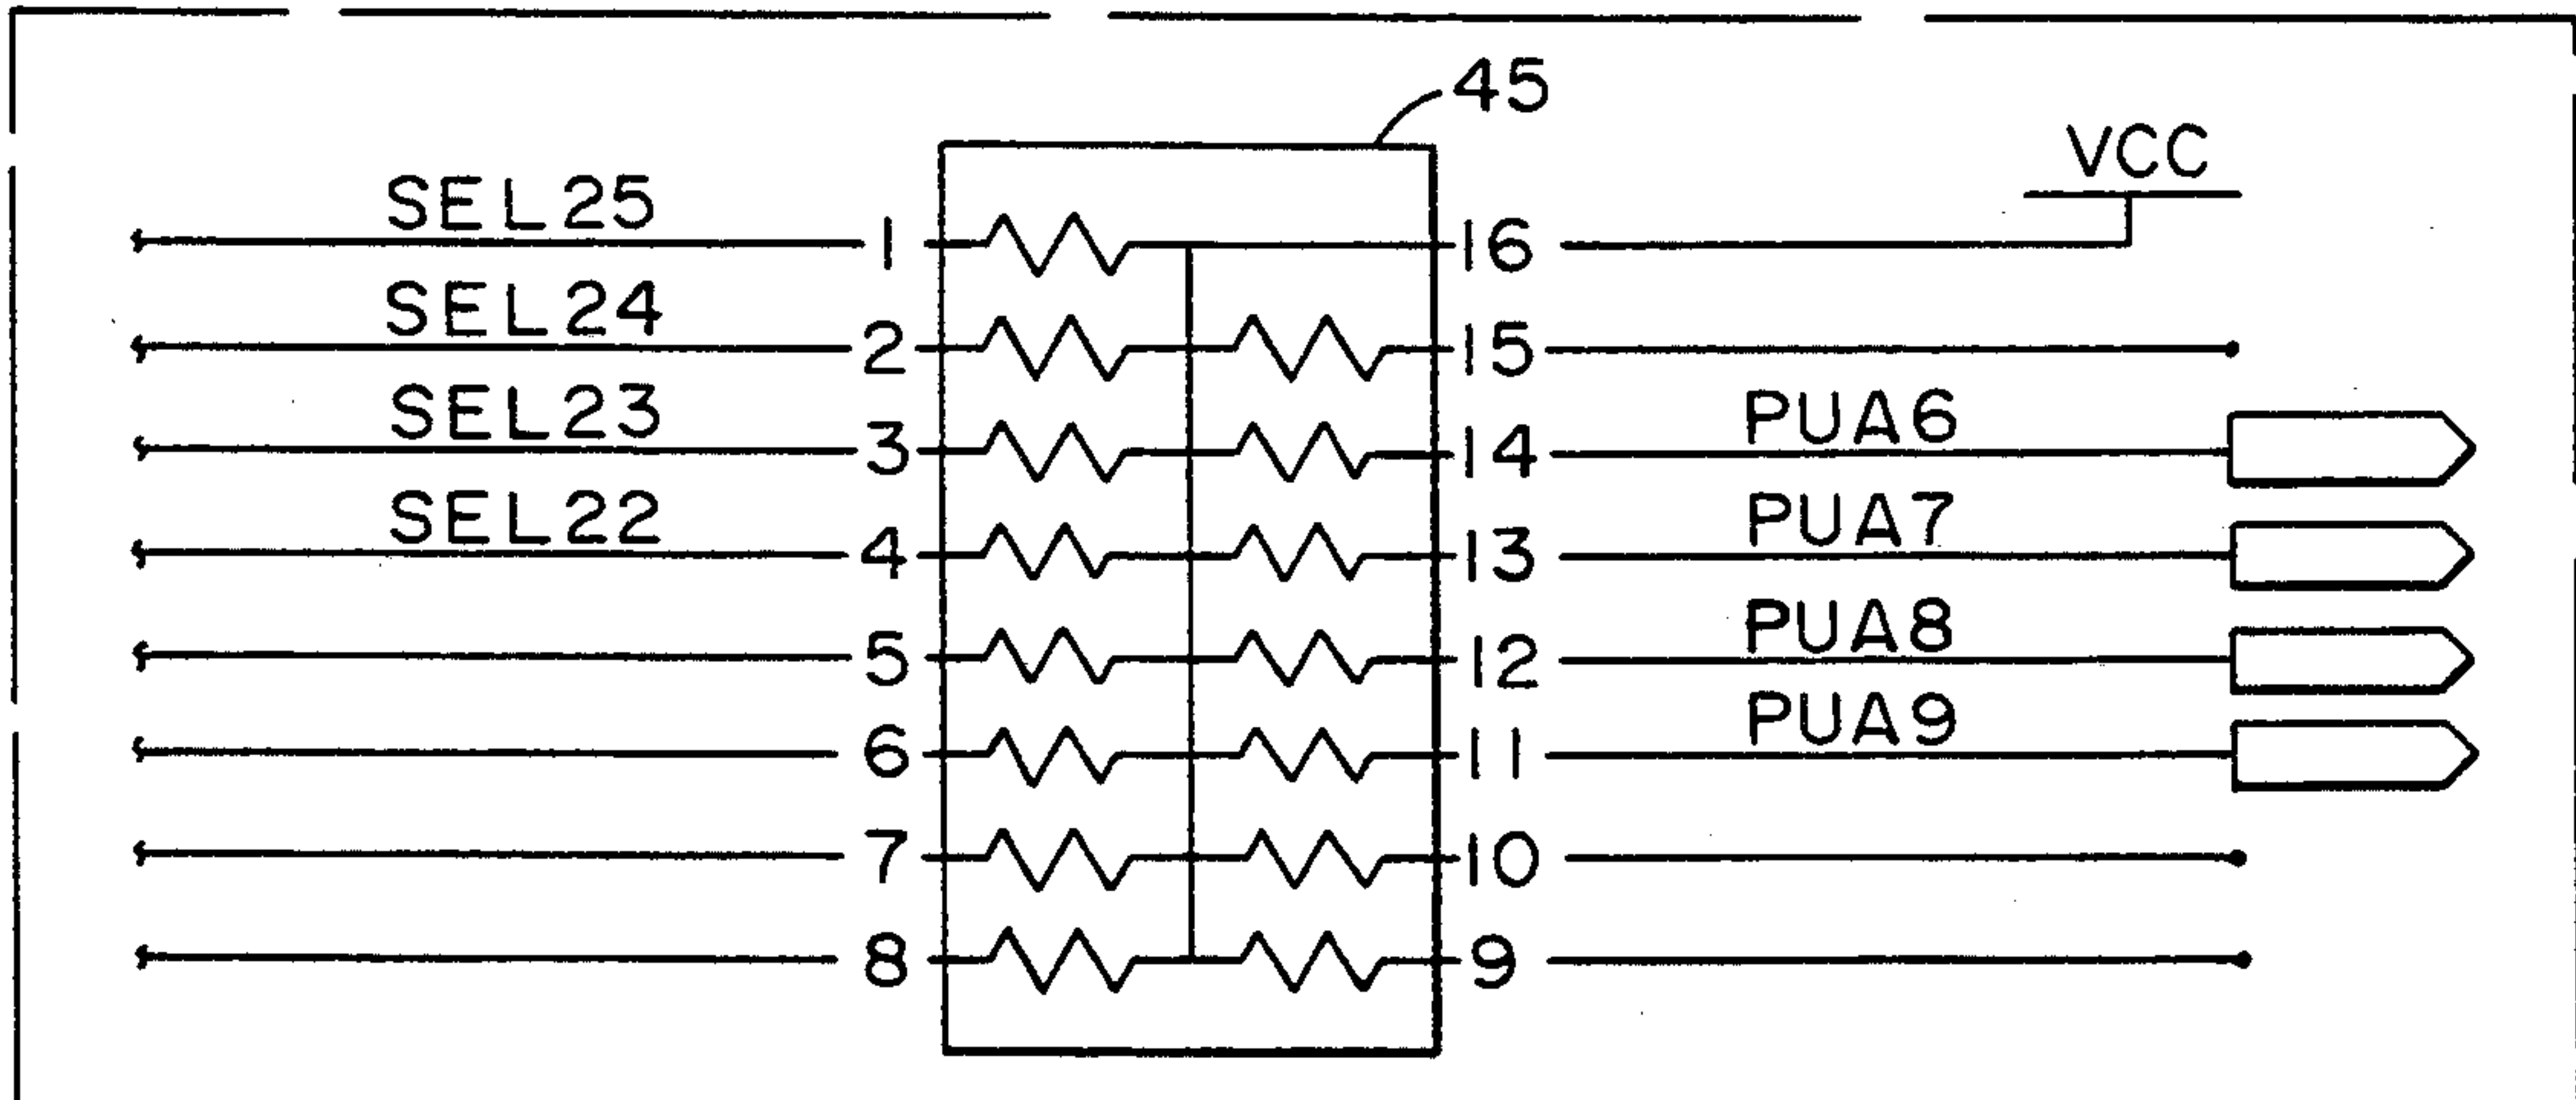 45
VCC
SEL25 1 16
SEL24 2 15
SEL23 3 14 PUA6
SEL22 4 13 PUA7
5 12 PUA8
6 11 PUA9
7 10
8 9